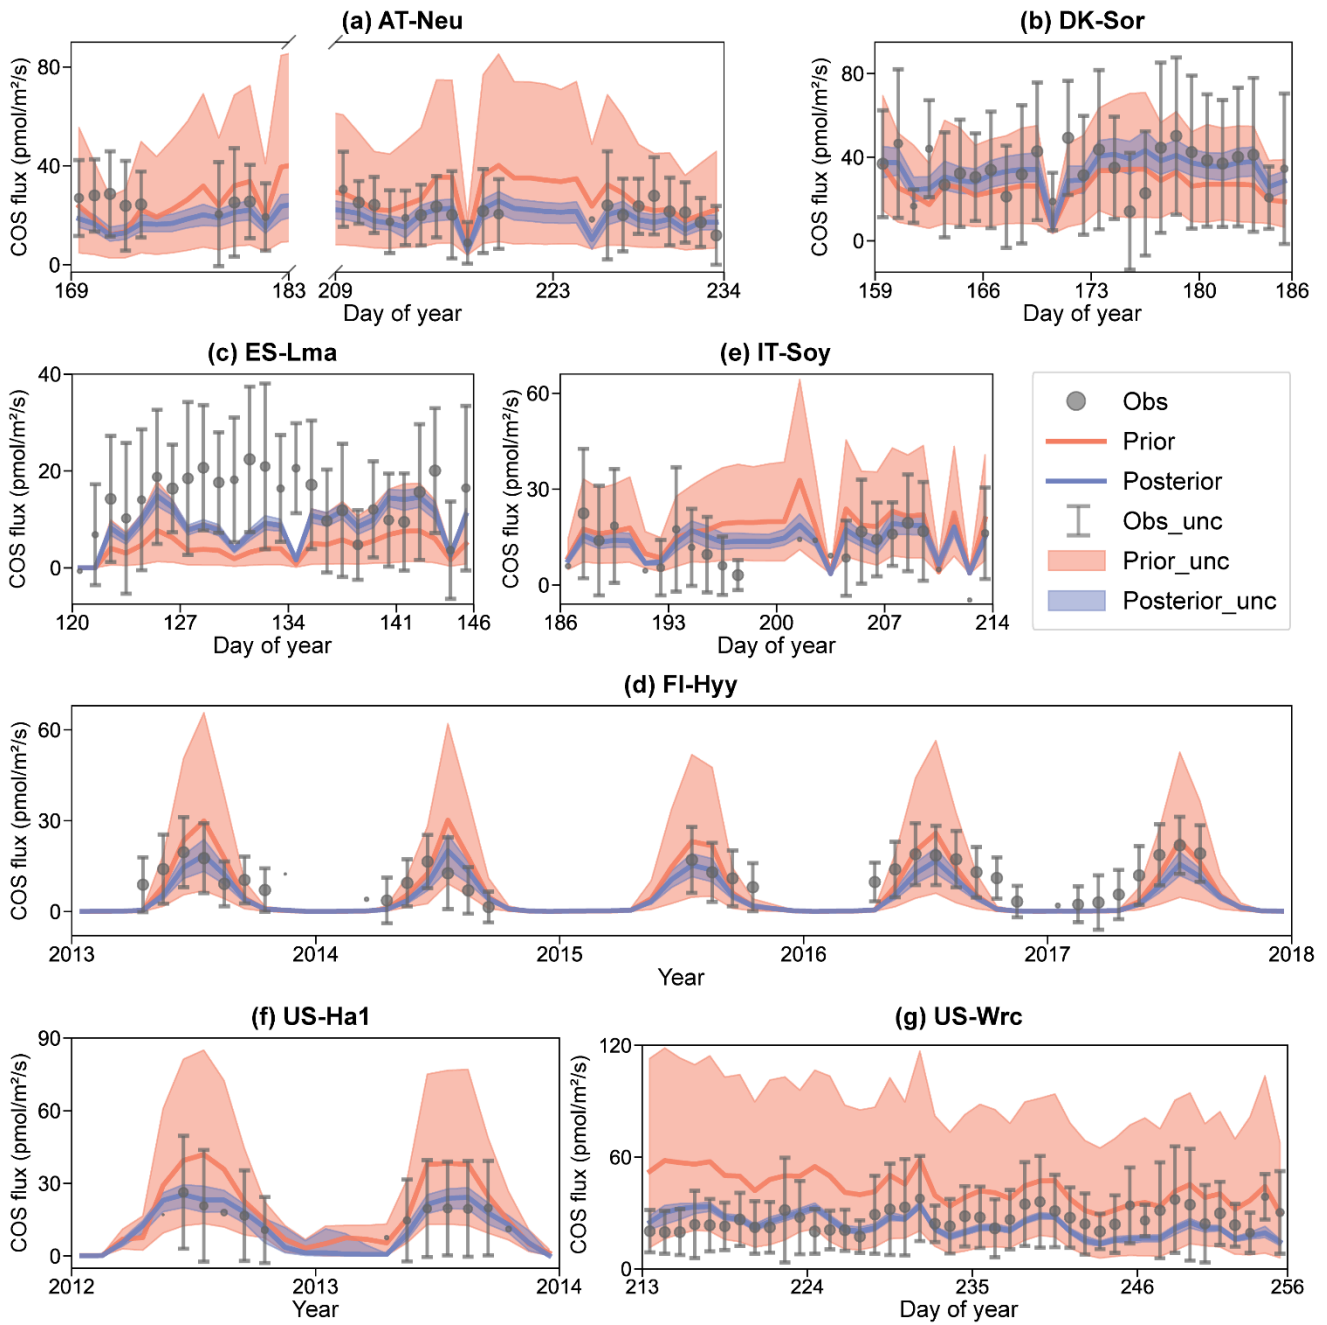 (a) AT-Neu
COS flux (pmol/m²/s)
80
40
0
169
183
209
223
234
Day of year
(b) DK-Sor
COS flux (pmol/m²/s)
80
40
0
159
166
173
180
186
Day of year
(c) ES-Lma
COS flux (pmol/m²/s)
40
20
0
120
127
134
141
146
Day of year
(e) IT-Soy
COS flux (pmol/m²/s)
60
30
0
186
193
200
207
214
Day of year
Obs
Prior
Posterior
Obs_unc
Prior_unc
Posterior_unc
(d) FI-Hyy
COS flux (pmol/m²/s)
60
30
0
2013
2014
2015
2016
2017
2018
Year
(f) US-Ha1
COS flux (pmol/m²/s)
90
60
30
0
2012
2013
2014
Year
(g) US-Wrc
COS flux (pmol/m²/s)
120
60
0
213
224
235
246
256
Day of year